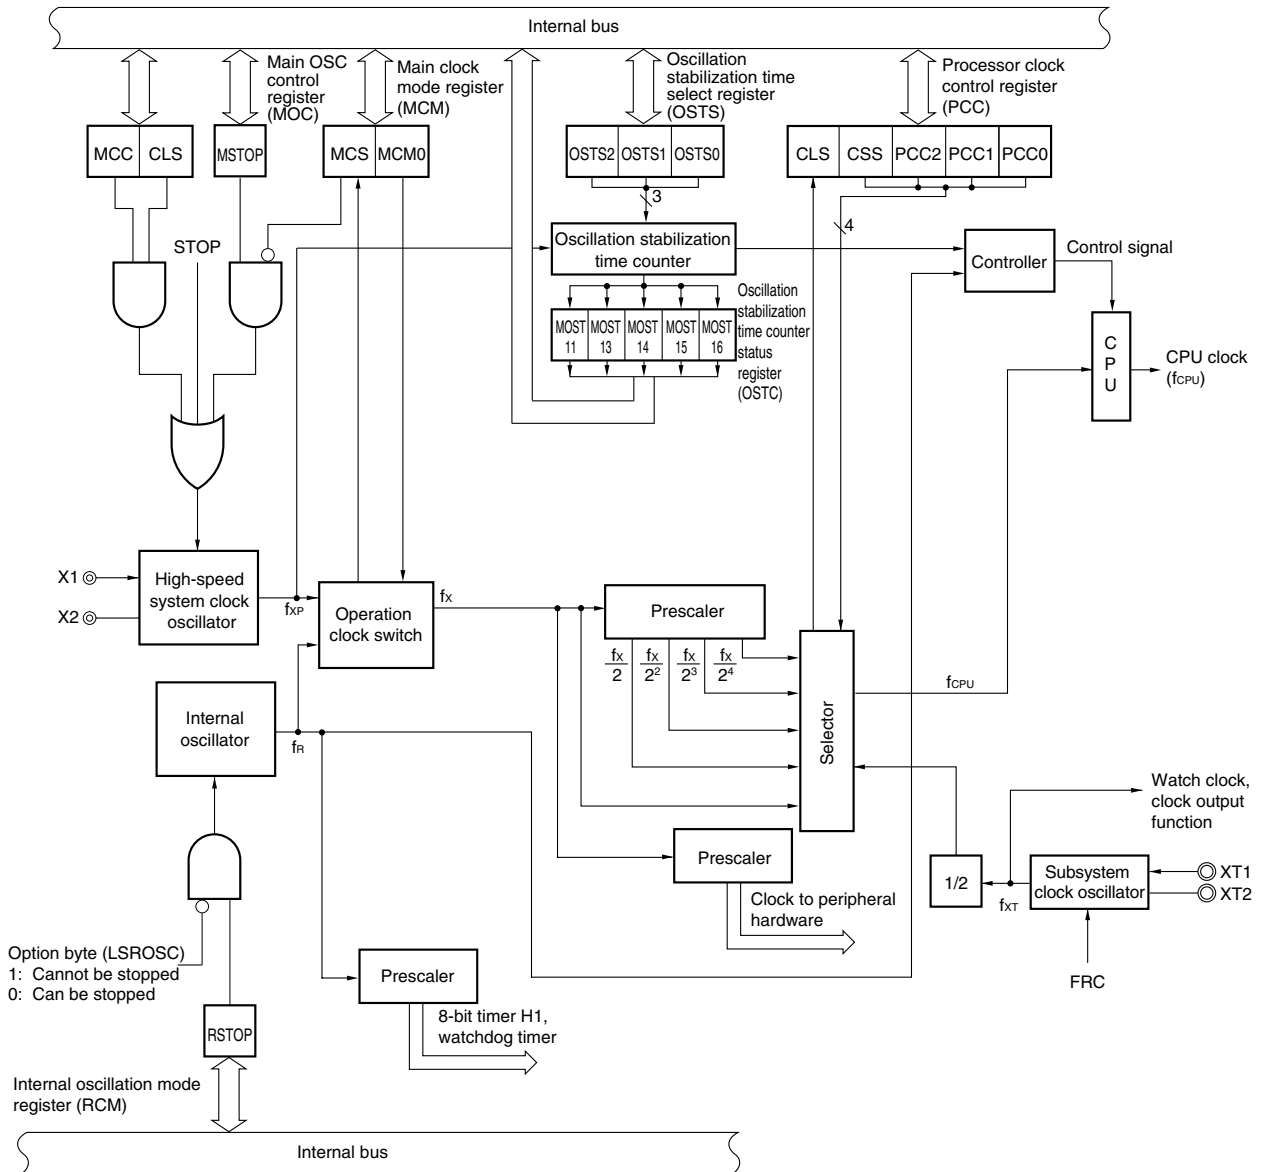 Internal bus
Main OSC
control
register
(MOC)
Main clock
mode register
(MCM)
Oscillation
stabilization time
select register
(OSTS)
Processor clock
control register
(PCC)
MCC CLS
MSTOP
MCS MCM0
OSTS2 OSTS1 OSTS0
CLS CSS PCC2 PCC1 PCC0
3
4
STOP
Oscillation stabilization
time counter
Controller
Control signal
MOST 11
MOST 13
MOST 14
MOST 15
MOST 16
Oscillation
stabilization
time counter
status
register
(OSTC)
C
P
U
CPU clock
(fCPU)
X1
X2
High-speed
system clock
oscillator
fXP
Operation
clock switch
fX
Prescaler
fX/2
fX/2²
fX/2³
fX/2⁴
Selector
fCPU
Internal
oscillator
fR
Watch clock,
clock output
function
Prescaler
Clock to peripheral
hardware
1/2
fXT
Subsystem
clock oscillator
XT1
XT2
FRC
Option byte (LSROSC)
1: Cannot be stopped
0: Can be stopped
Prescaler
8-bit timer H1,
watchdog timer
RSTOP
Internal oscillation mode
register (RCM)
Internal bus